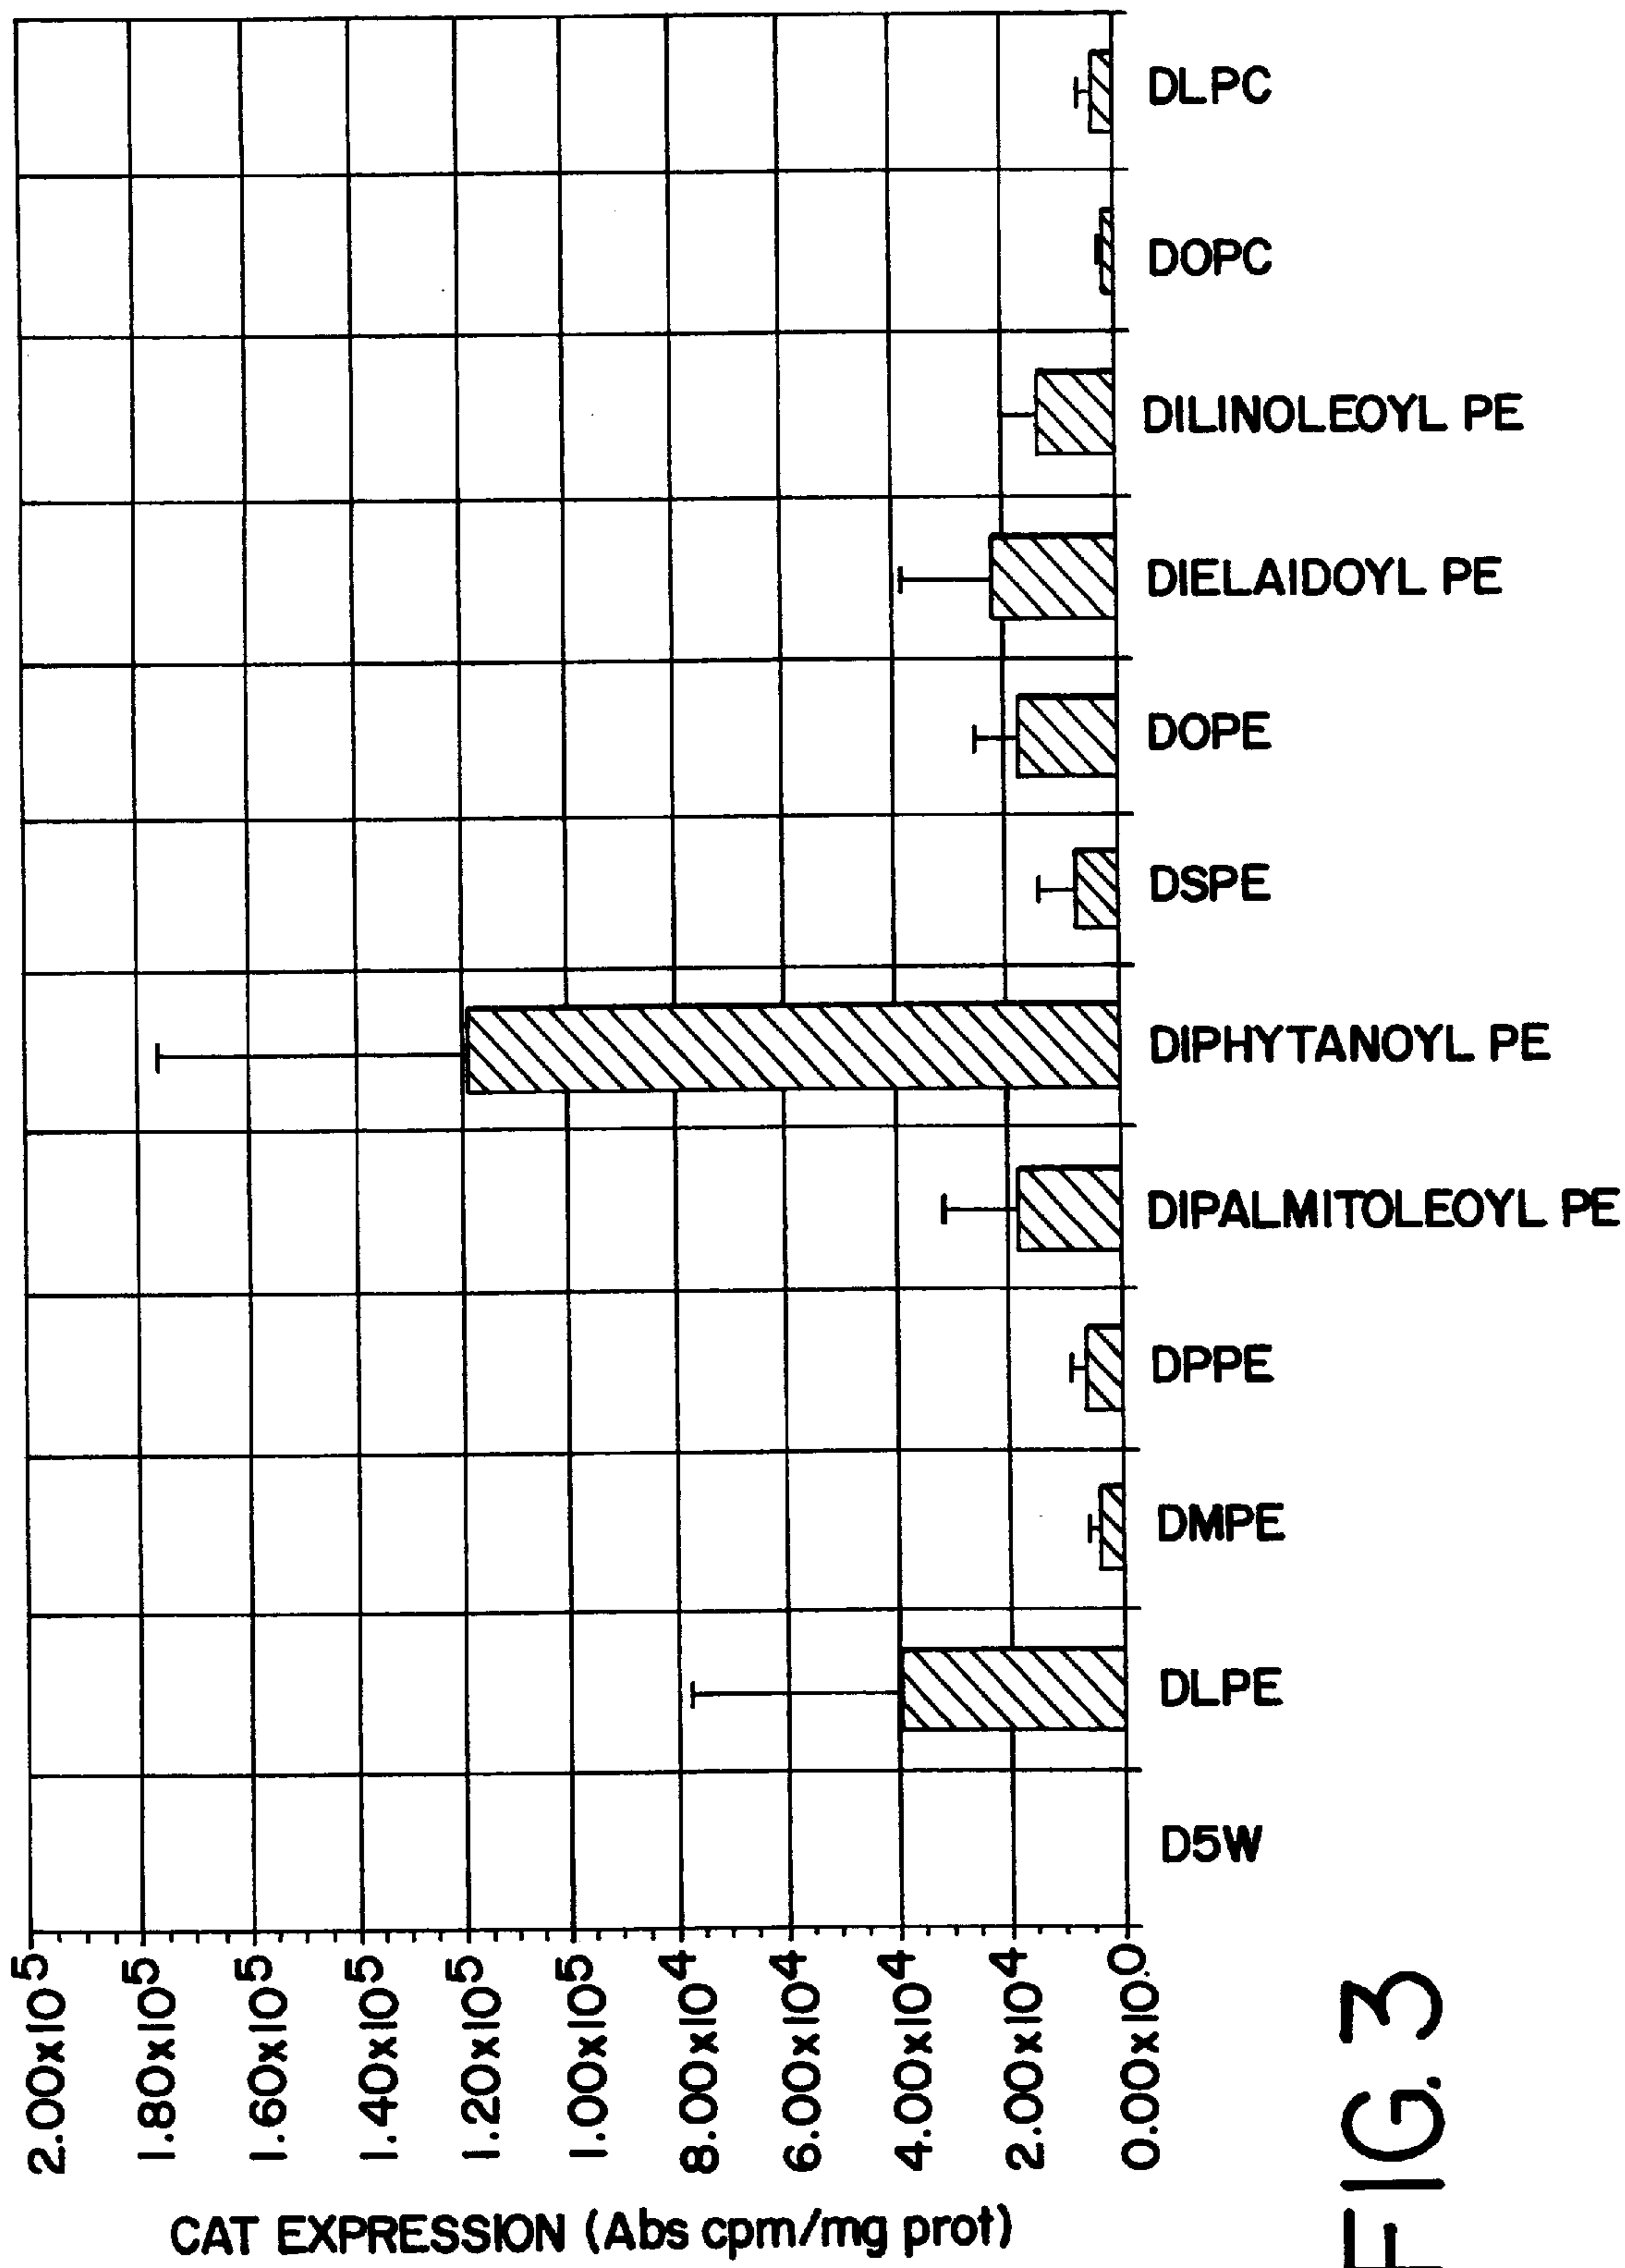 CAT EXPRESSION (Abs cpm/mg prot)
2.00x10^5
1.80x10^5
1.60x10^5
1.40x10^5
1.20x10^5
1.00x10^5
8.00x10^4
6.00x10^4
4.00x10^4
2.00x10^4
0.00x10^0.
D5W
DLPE
DMPE
DPPE
DIPALMITOLEOYL PE
DIPHYTANOYL PE
DSPE
DOPE
DIELAIDOYL PE
DILINOLEOYL PE
DOPC
DLPC
FIG. 3